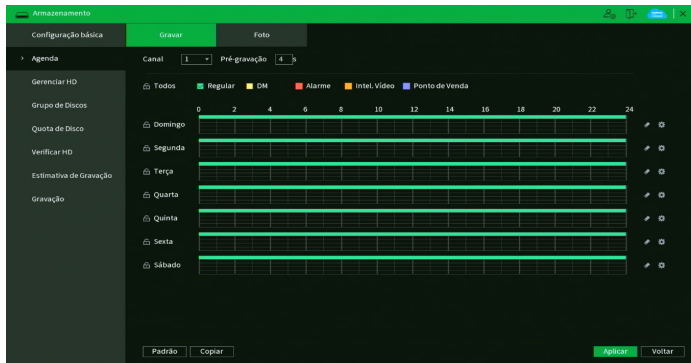 Armazenamento
Configuração básica
Gravar
Foto
Agenda
Canal 1 Pré-gravação 4 s
Gerenciar HD
Todos Regular DM Alarme Intel. Vídeo Ponto de Venda
Grupo de Discos
0 2 4 6 8 10 12 14 16 18 20 22 24
Quota de Disco
Domingo
Verificar HD
Segunda
Estimativa de Gravação
Terça
Gravação
Quarta
Quinta
Sexta
Sábado
Padrão Copiar Aplicar Voltar